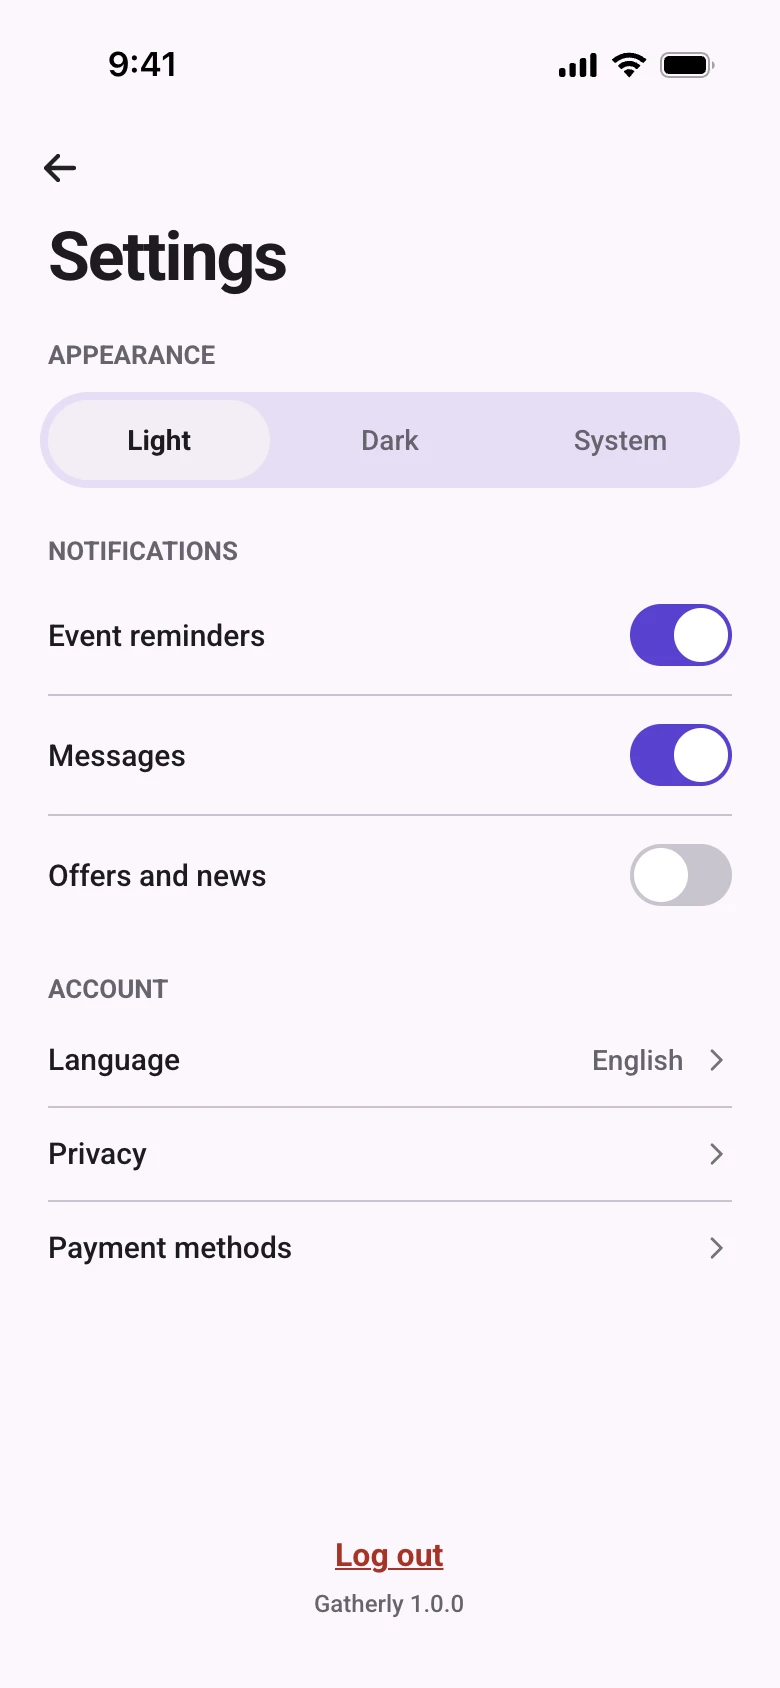 9:41
Settings
APPEARANCE
Light Dark System
NOTIFICATIONS
Event reminders
Messages
Offers and news
ACCOUNT
Language English
Privacy
Payment methods
Log out
Gatherly 1.0.0